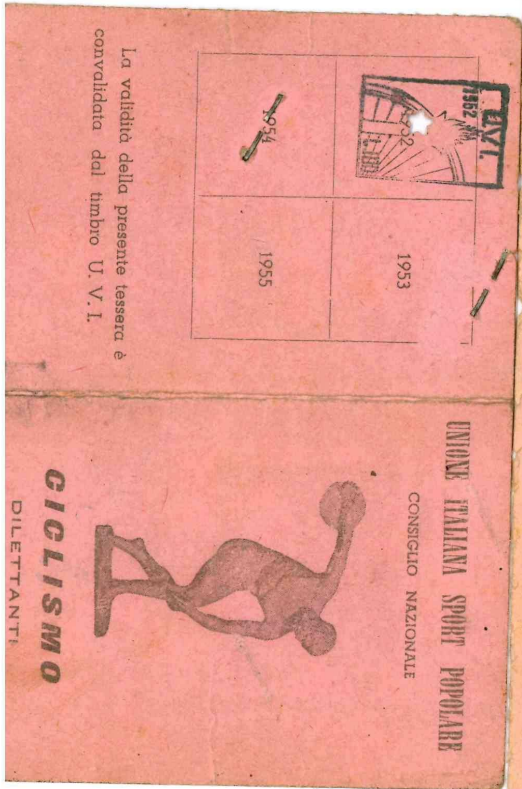 U.V.I.
1952
1952
1953
1954
1955
La validità della presente tessera è
convalidata dal timbro U. V. I.
UNIONE ITALIANA SPORT POPOLARE
CONSIGLIO NAZIONALE
CICLISMO
DILETTANTI